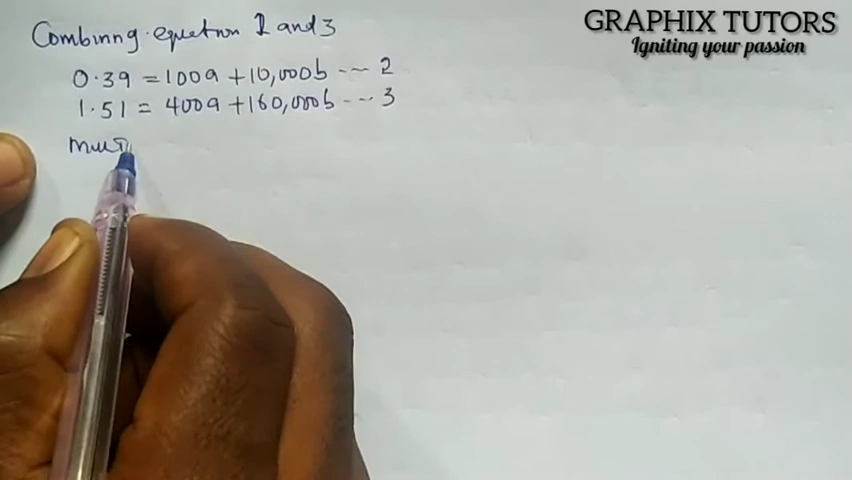 GRAPHIX TUTORS
Igniting your passion
Combining equation 2 and 3
0.39 = 100a + 10,000b --- 2
1.51 = 400a + 160,000b --- 3